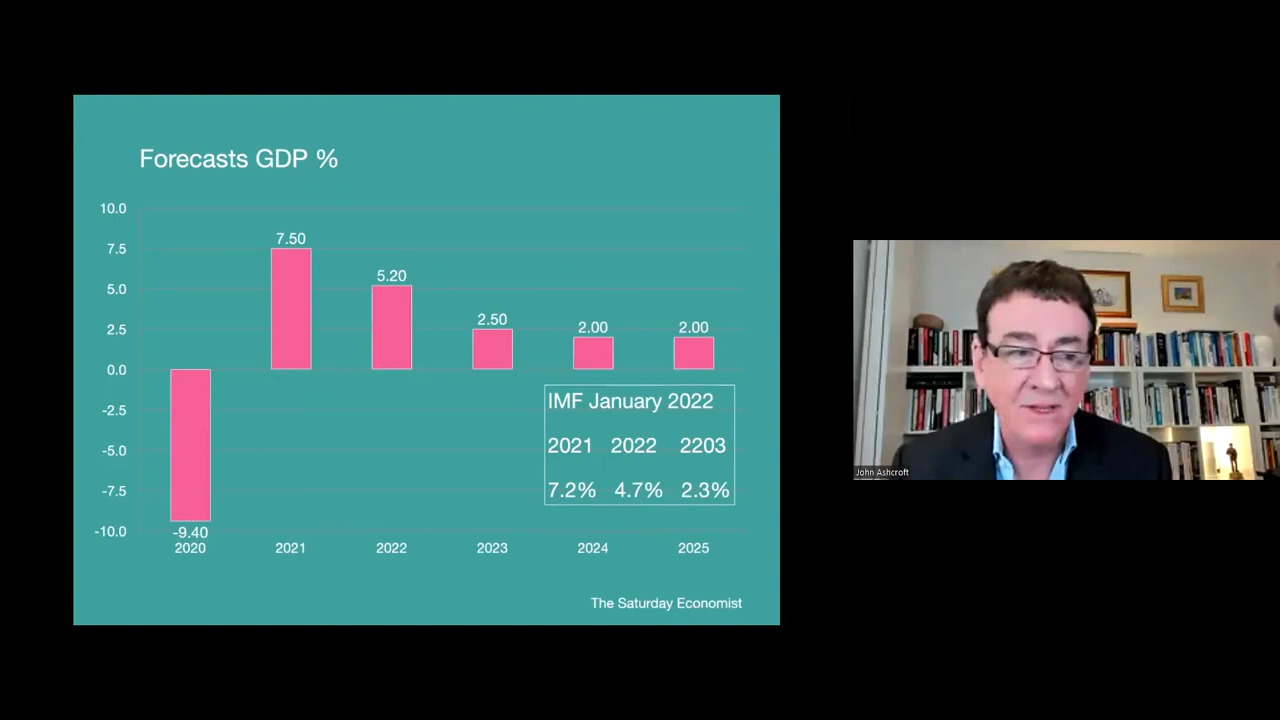 Forecasts GDP %
10.0
7.5
5.0
2.5
0.0
-2.5
-5.0
-7.5
-10.0
7.50
5.20
2.50
2.00
2.00
-9.40
2020 2021 2022 2023 2024 2025
IMF January 2022
2021 2022 2203
7.2% 4.7% 2.3%
The Saturday Economist
John Ashcroft